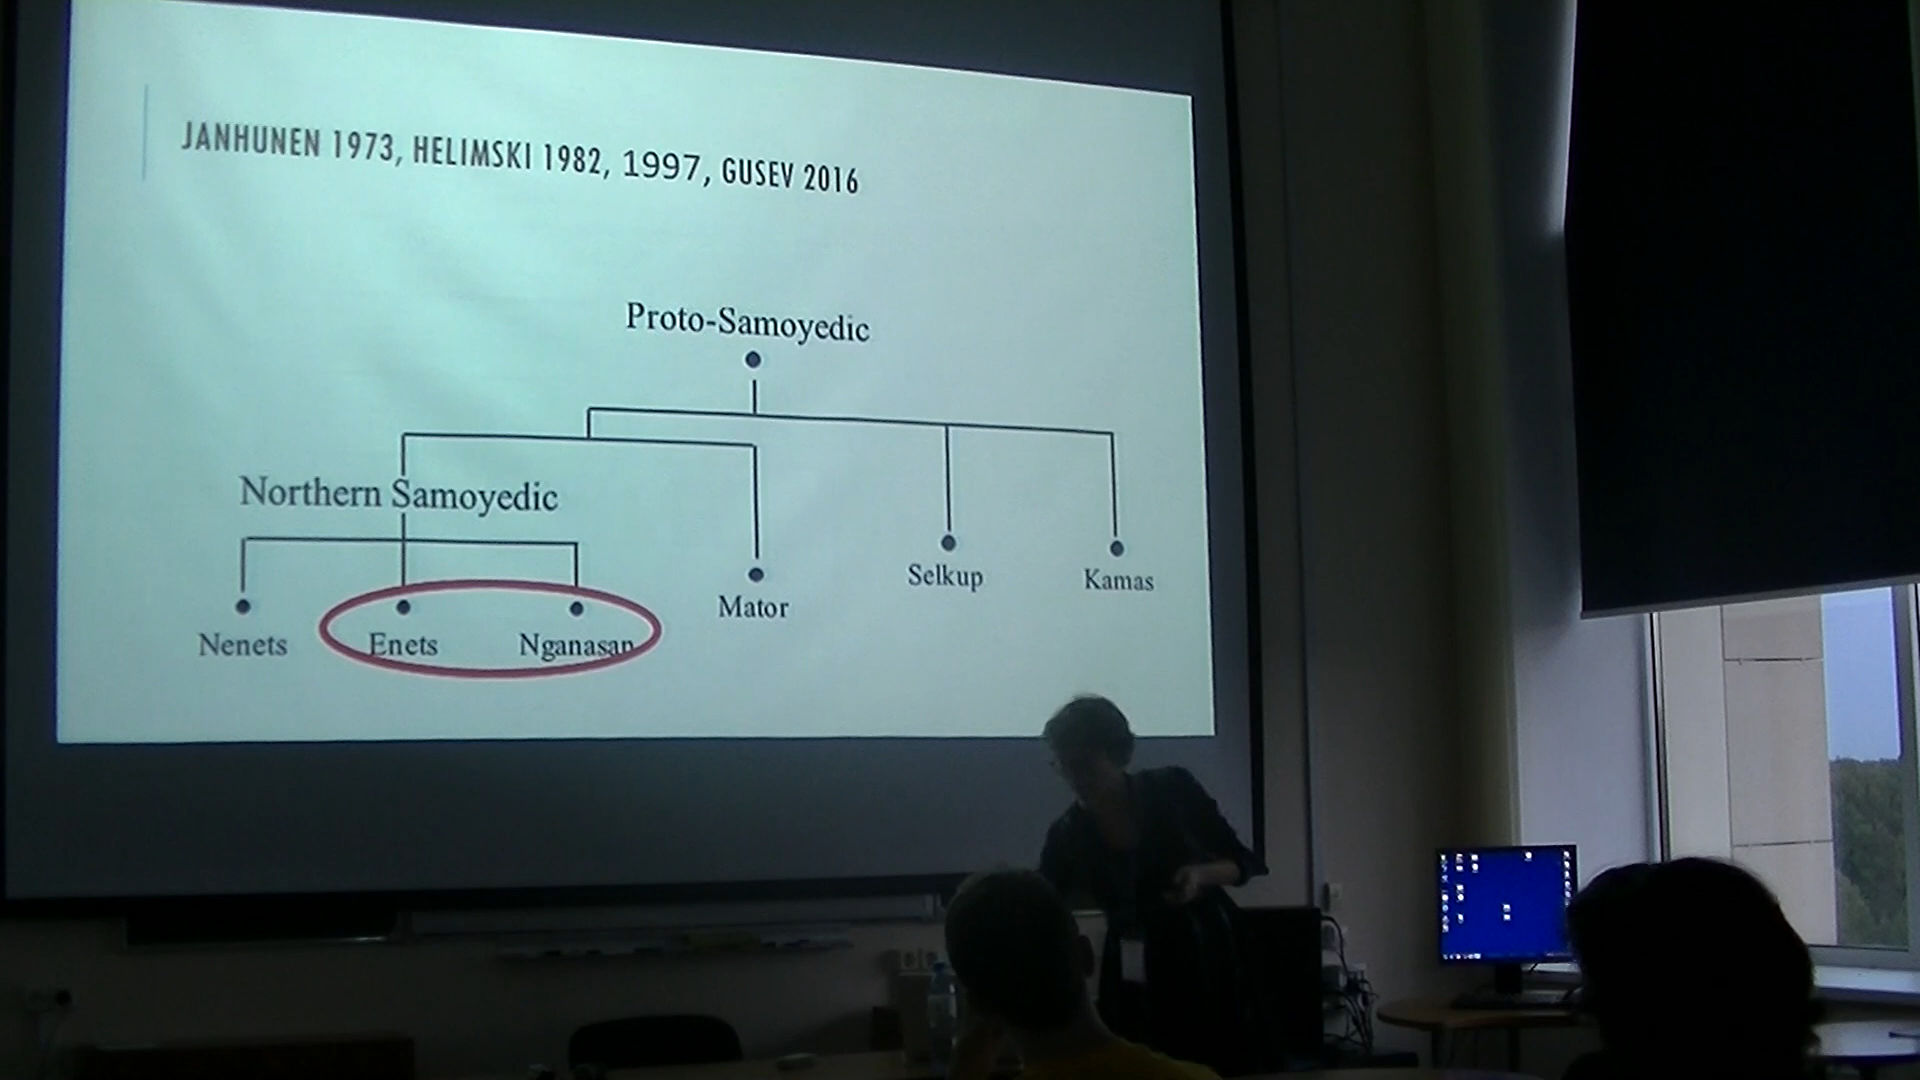 JANHUNEN 1973, HELIMSKI 1982, 1997, GUSEV 2016
Proto-Samoyedic
Northern Samoyedic
Nenets
Enets
Nganasan
Mator
Selkup
Kamas